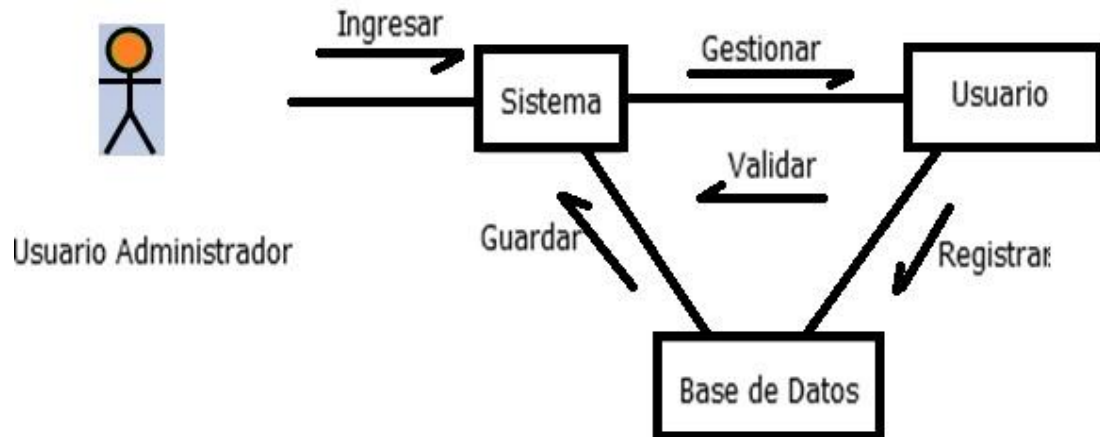 Ingresar
Gestionar
Sistema
Usuario
Validar
Guardar
Usuario Administrador
Registrar
Base de Datos